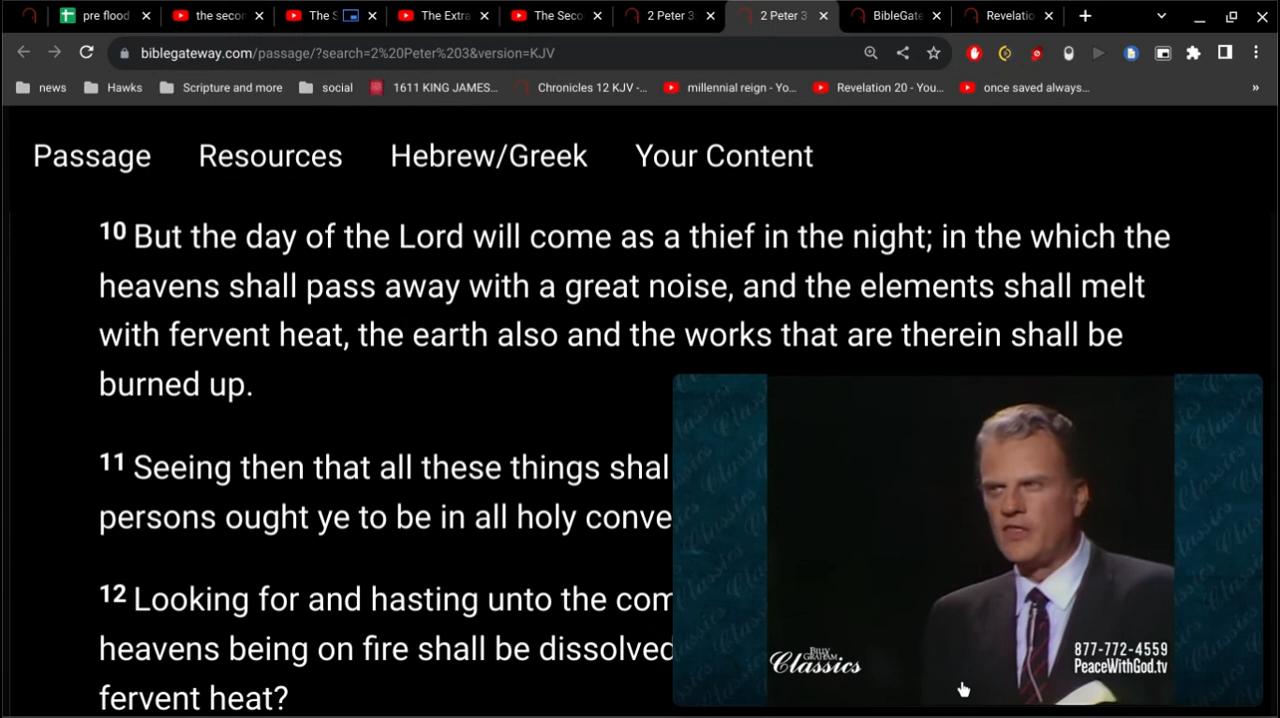 pre flood
the secon
The S
The Extra
The Seco
2 Peter 3
2 Peter 3
BibleGate
Revelatio
biblegateway.com/passage/?search=2%20Peter%203&version=KJV
news
Hawks
Scripture and more
social
1611 KING JAMES...
Chronicles 12 KJV -...
millennial reign - Yo...
Revelation 20 - You...
once saved always...
»
Passage Resources Hebrew/Greek Your Content
10 But the day of the Lord will come as a thief in the night; in the which the
heavens shall pass away with a great noise, and the elements shall melt
with fervent heat, the earth also and the works that are therein shall be
burned up.
11 Seeing then that all these things shal
persons ought ye to be in all holy conve
12 Looking for and hasting unto the com
heavens being on fire shall be dissolved
fervent heat?
BILLY
GRAHAM
Classics
877-772-4559
PeaceWithGod.tv